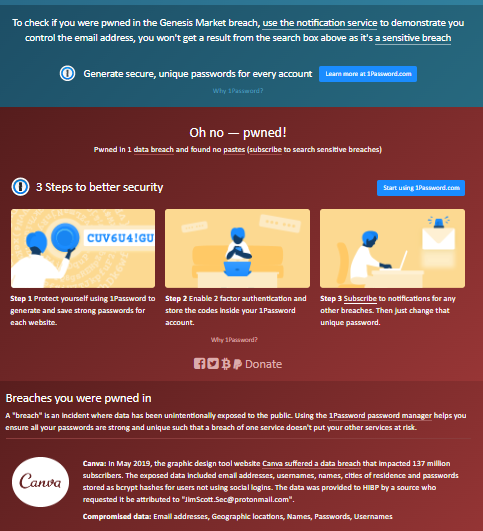 To check if you were pwned in the Genesis Market breach, use the notification service to demonstrate you
control the email address, you won't get a result from the search box above as it's a sensitive breach
Generate secure, unique passwords for every account Learn more at 1Password.com
Why 1Password?
Oh no — pwned!
Pwned in 1 data breach and found no pastes (subscribe to search sensitive breaches)
3 Steps to better security Start using 1Password.com
CUV6U4!GU
Step 1 Protect yourself using 1Password to
generate and save strong passwords for
each website.
Step 2 Enable 2 factor authentication and
store the codes inside your 1Password
account.
Step 3 Subscribe to notifications for any
other breaches. Then just change that
unique password.
Why 1Password?
Donate
Breaches you were pwned in
A "breach" is an incident where data has been unintentionally exposed to the public. Using the 1Password password manager helps you
ensure all your passwords are strong and unique such that a breach of one service doesn't put your other services at risk.
Canva
Canva: In May 2019, the graphic design tool website Canva suffered a data breach that impacted 137 million
subscribers. The exposed data included email addresses, usernames, names, cities of residence and passwords
stored as bcrypt hashes for users not using social logins. The data was provided to HIBP by a source who
requested it be attributed to "JimScott.Sec@protonmail.com".
Compromised data: Email addresses, Geographic locations, Names, Passwords, Usernames